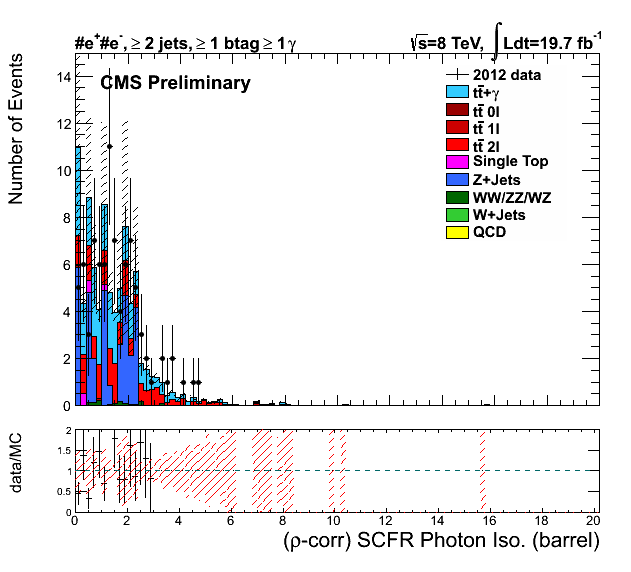 #e⁺#e⁻, ≥ 2 jets, ≥ 1 btag ≥ 1 γ
√s=8 TeV, ∫ Ldt=19.7 fb⁻¹
CMS Preliminary
Number of Events
14
12
10
8
6
4
2
0
2012 data
tt̄+γ
tt̄ 0l
tt̄ 1l
tt̄ 2l
Single Top
Z+Jets
WW/ZZ/WZ
W+Jets
QCD
data/MC
2
1.5
1
0.5
0
0 2 4 6 8 10 12 14 16 18 20
(ρ-corr) SCFR Photon Iso. (barrel)